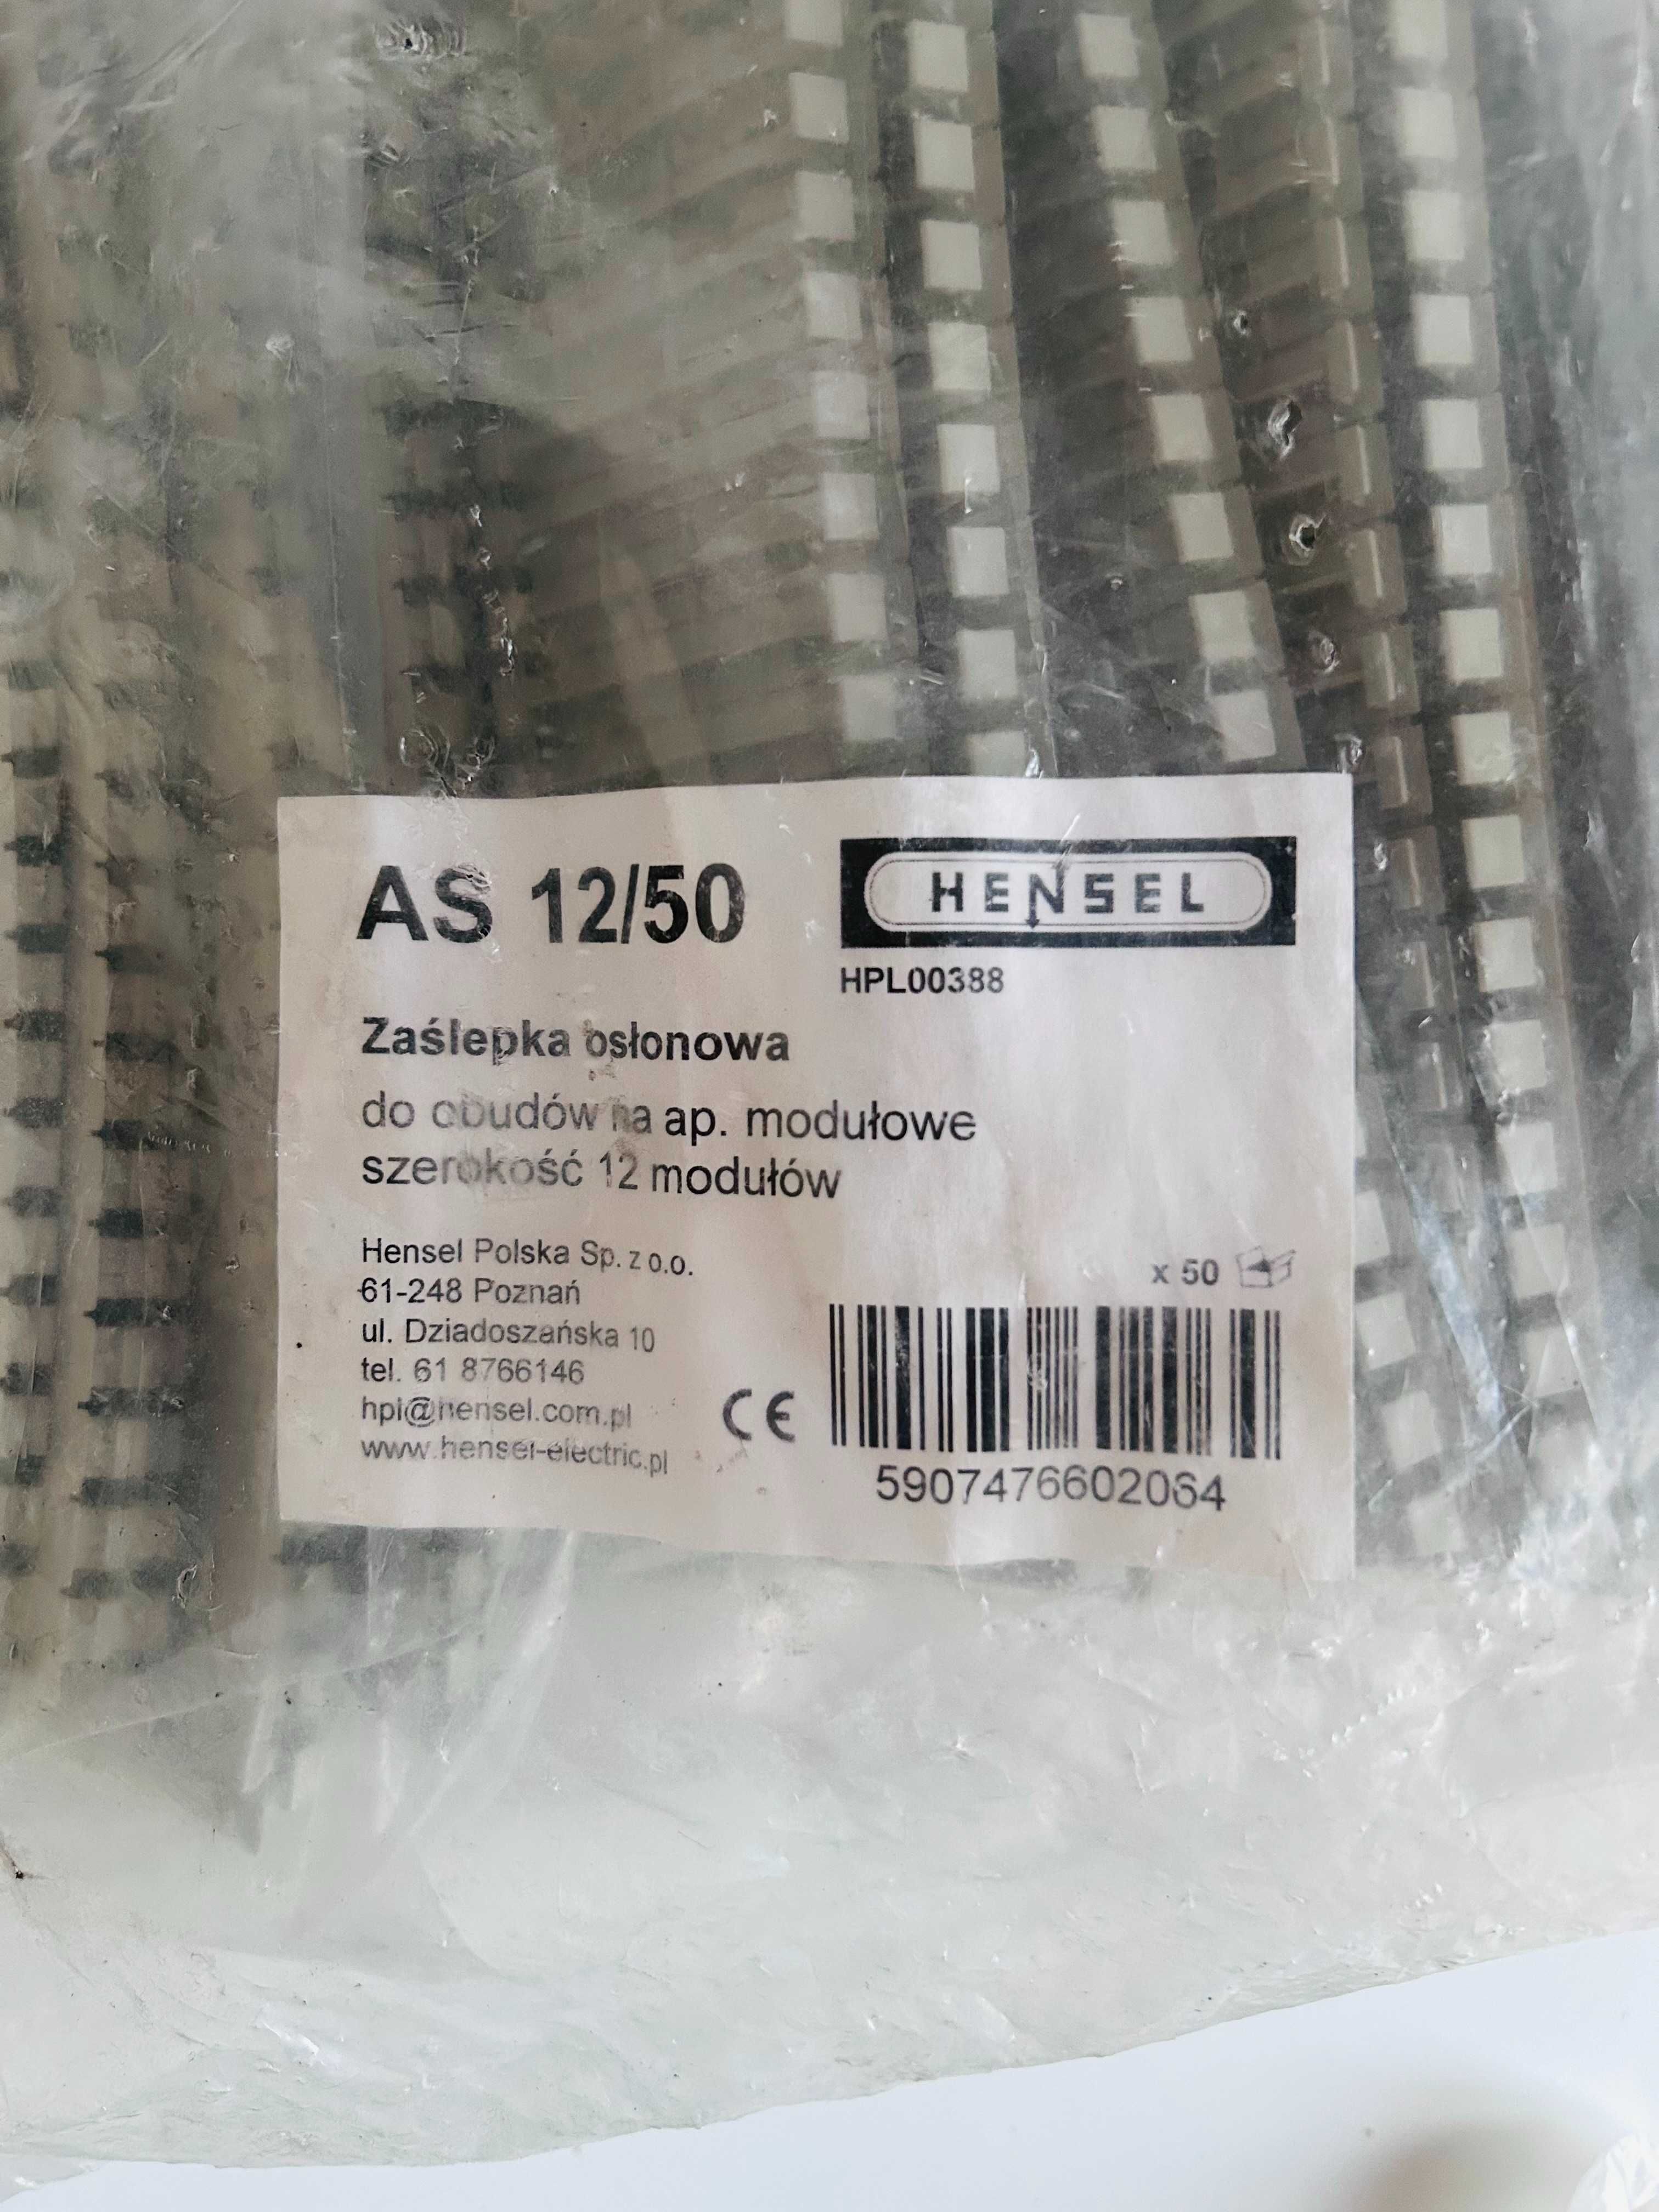 AS 12/50
HENSEL
HPL00388
Zaślepka osłonowa
do obudów na ap. modułowe
szerokość 12 modułów
Hensel Polska Sp. z o.o.
61-248 Poznań
ul. Dziadoszańska 10
tel. 61 8766146
hpl@hensel.com.pl
www.hensel-electric.pl
x 50
CE
5907476602064